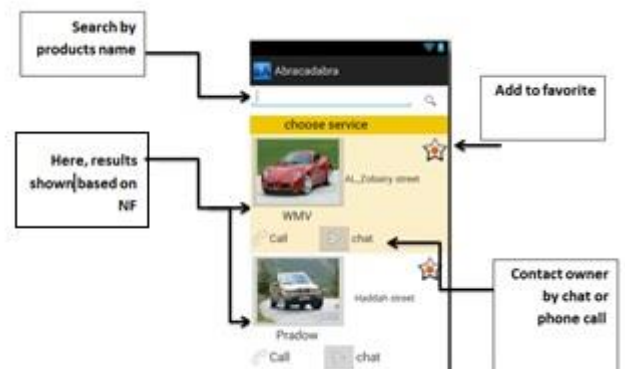 Search by
products name
Abracadabra
choose service
Add to favorite
Here, results
shown based on
NF
AL_Zobairy street
WMV
Call
chat
Haddah street
Contact owner
by chat or
phone call
Pradow
Call
chat